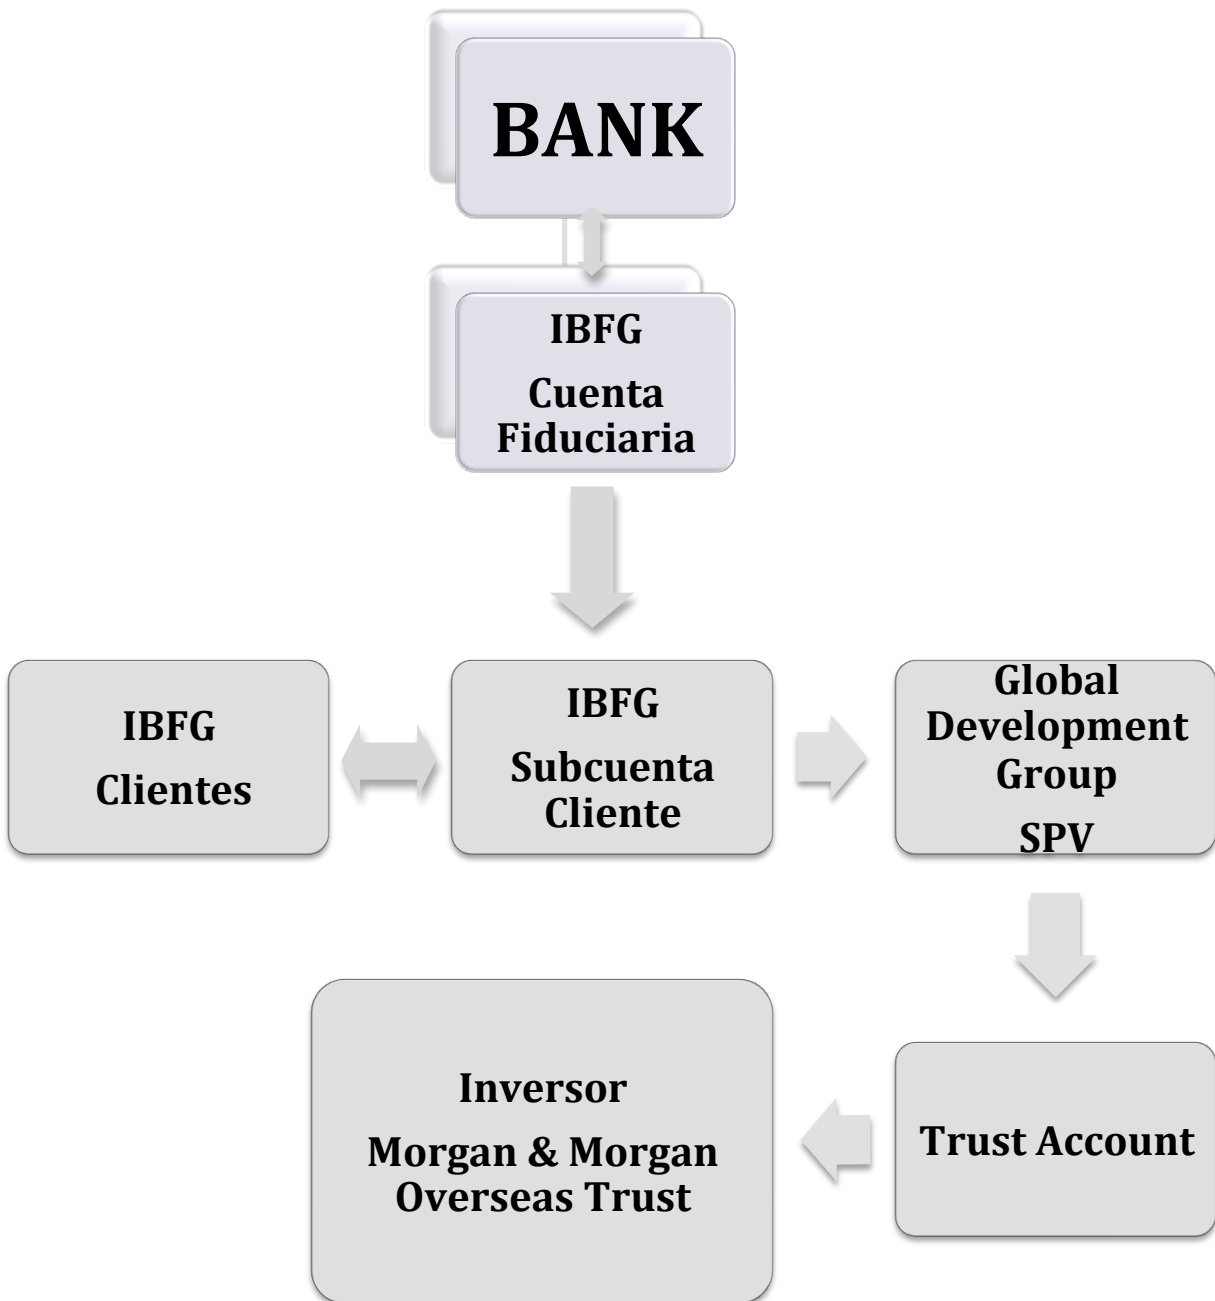 BANK
IBFG
Cuenta
Fiduciaria
IBFG
Clientes
IBFG
Subcuenta
Cliente
Global
Development
Group
SPV
Inversor
Morgan & Morgan
Overseas Trust
Trust Account